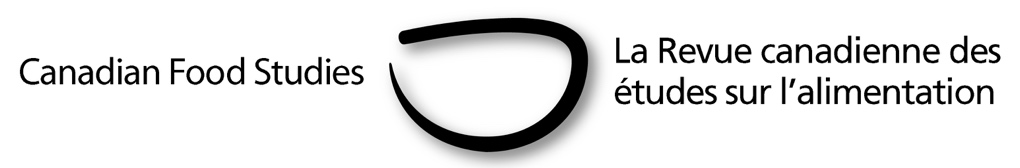 Canadian Food Studies
La Revue canadienne des
études sur l'alimentation